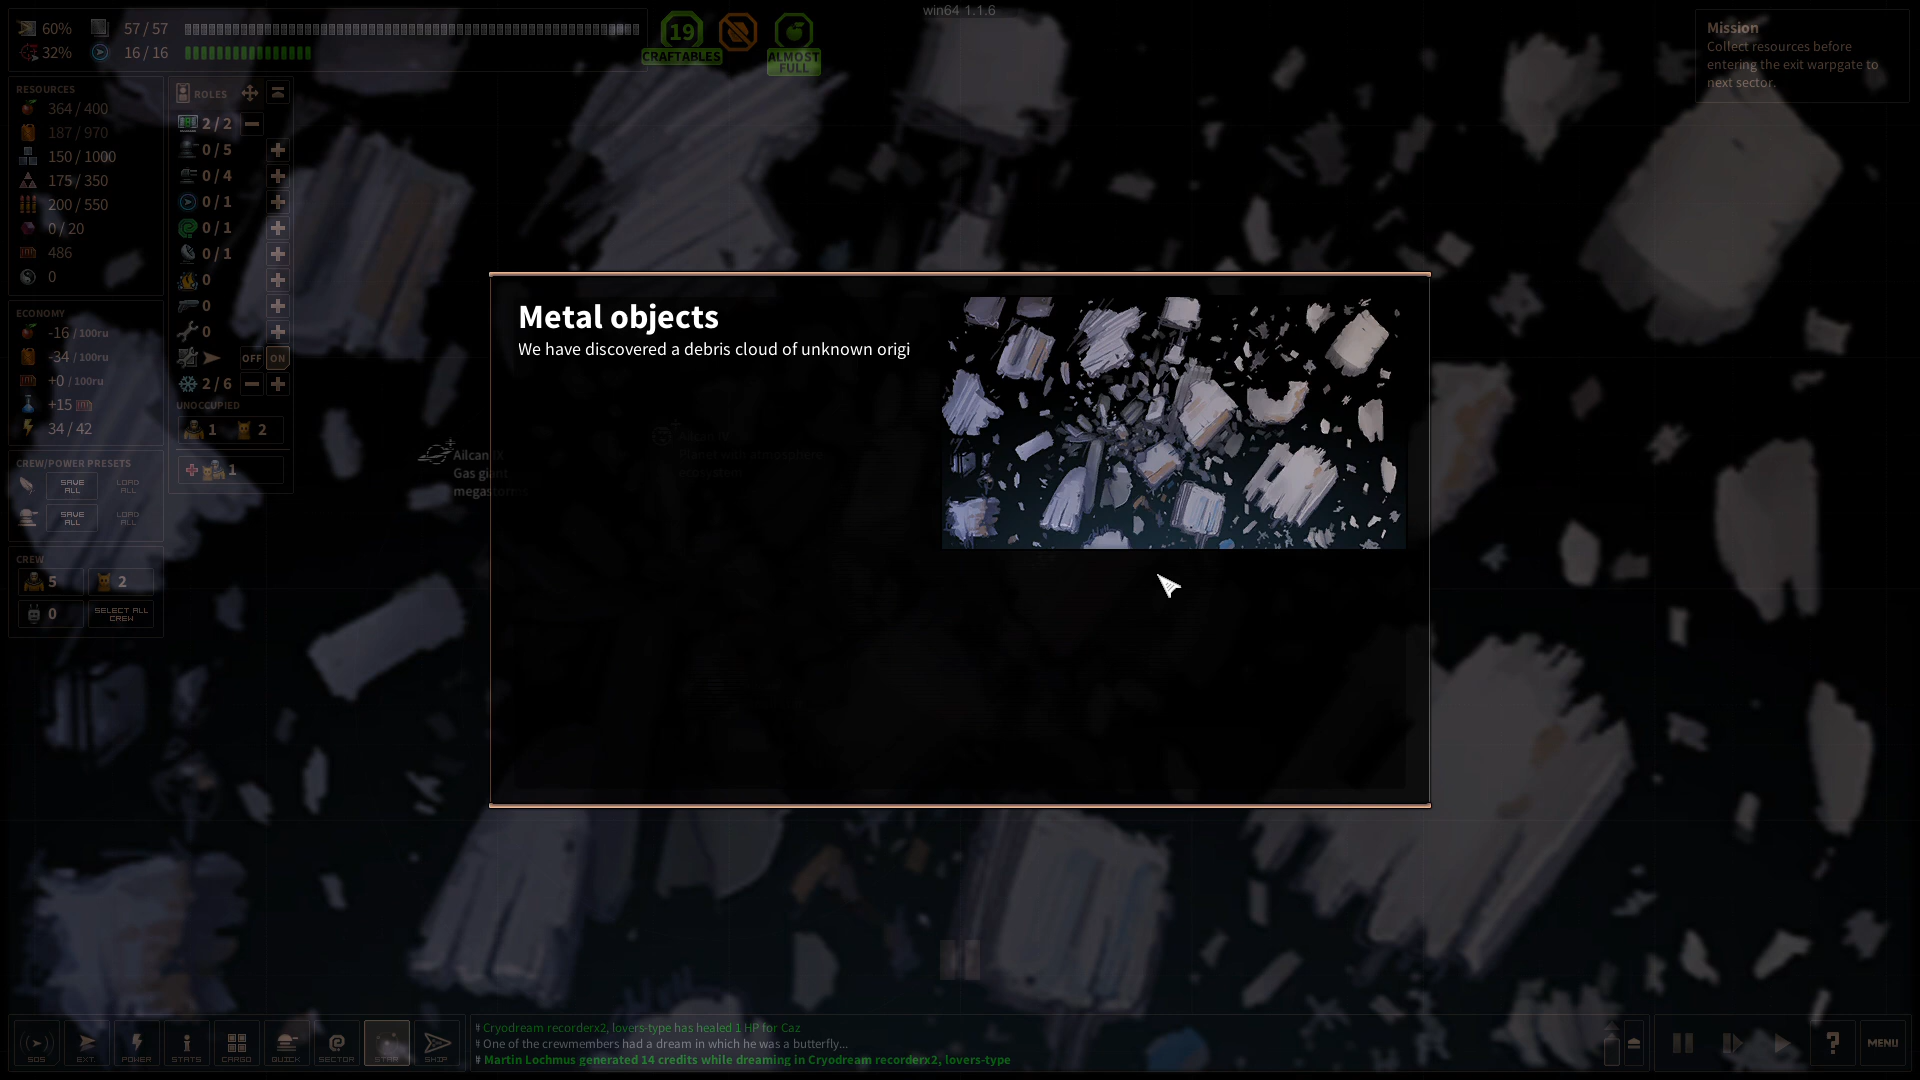 win64 1.1.6
60%
57 / 57
32%
16 / 16
19
CRAFTABLES
ALMOST
FULL
Mission
Collect resources before
entering the exit warpgate to
next sector.
RESOURCES
364 / 400
187 / 970
150 / 1000
175 / 350
200 / 550
0 / 20
486
0
ECONOMY
-16 / 100ru
-34 / 100ru
+0 / 100ru
+15
34 / 42
CREW/POWER PRESETS
SAVE ALL
LOAD ALL
SAVE ALL
LOAD ALL
CREW
5
2
0
SELECT ALL CREW
ROLES
2 / 2
0 / 5
0 / 4
0 / 1
0 / 1
0 / 1
0
0
0
OFF ON
2 / 6
UNOCCUPIED
1
2
1
Ailcan IX
Gas giant
megastorms
Ailcan IV
Planet with atmosphere
ecosystem
Metal objects
We have discovered a debris cloud of unknown origi
SOS
EXT.
POWER
STATS
CARGO
QUICK
SECTOR
STAR
SHIP
Cryodream recorderx2, lovers-type has healed 1 HP for Caz
One of the crewmembers had a dream in which he was a butterfly...
Martin Lochmus generated 14 credits while dreaming in Cryodream recorderx2, lovers-type
?
MENU